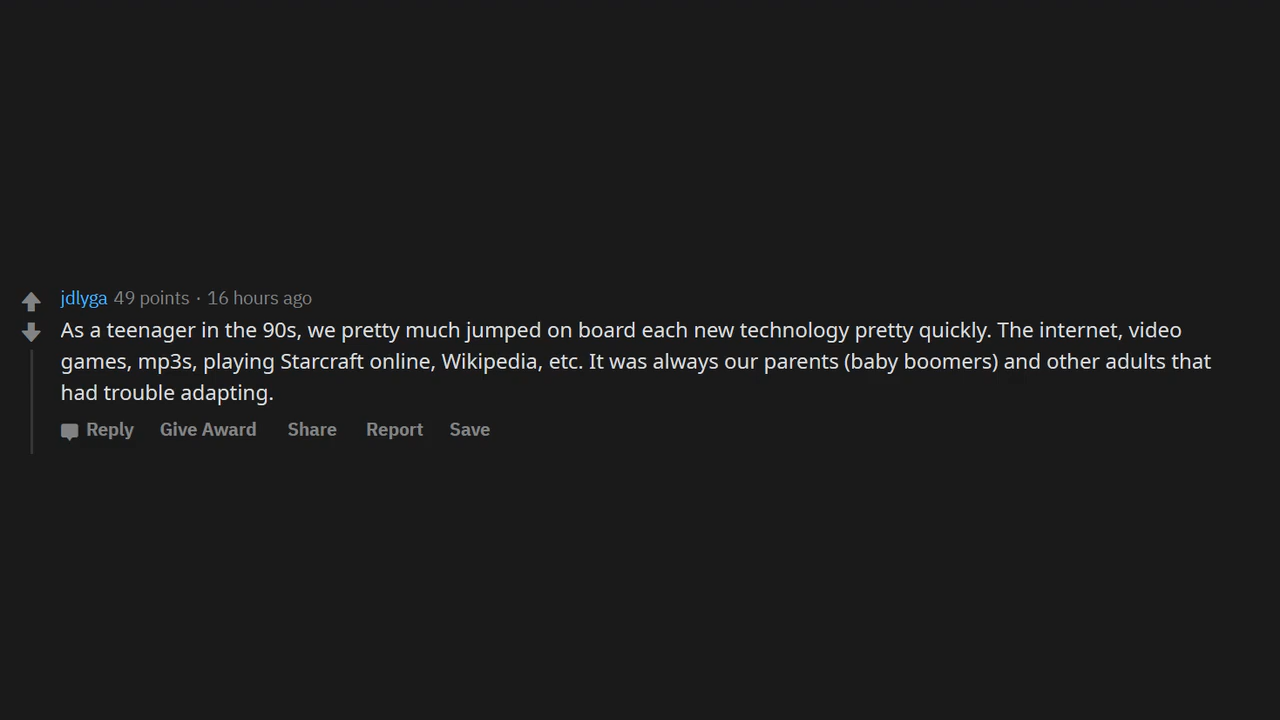 jdlyga 49 points · 16 hours ago
As a teenager in the 90s, we pretty much jumped on board each new technology pretty quickly. The internet, video
games, mp3s, playing Starcraft online, Wikipedia, etc. It was always our parents (baby boomers) and other adults that
had trouble adapting.
Reply Give Award Share Report Save